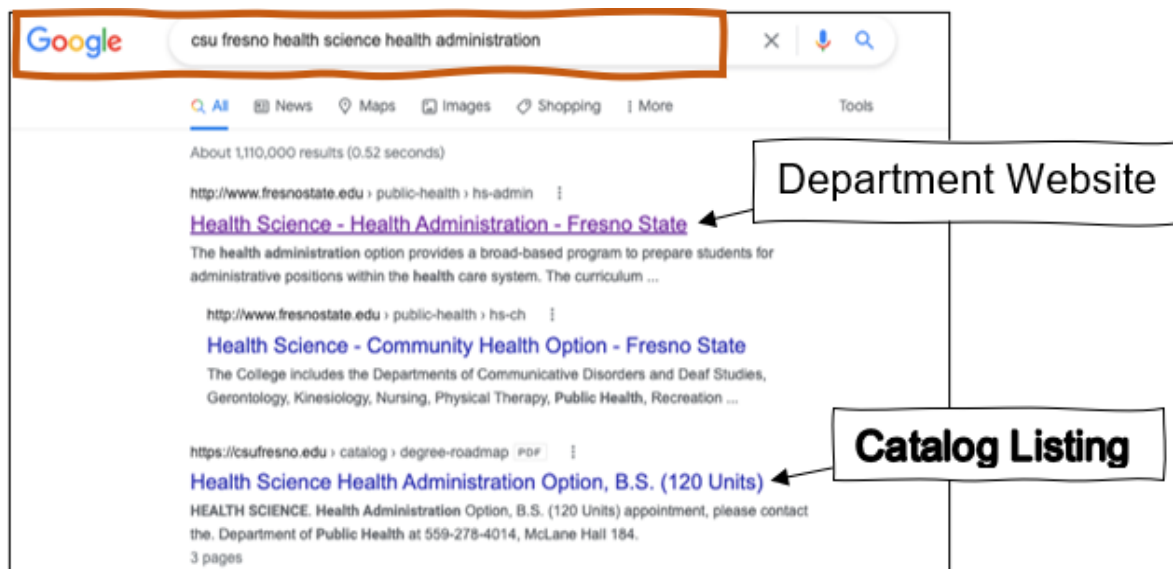 Google csu fresno health science health administration
All News Maps Images Shopping More Tools
About 1,110,000 results (0.52 seconds)
Department Website
http://www.fresnostate.edu › public-health › hs-admin
Health Science - Health Administration - Fresno State
The health administration option provides a broad-based program to prepare students for
administrative positions within the health care system. The curriculum ...
http://www.fresnostate.edu › public-health › hs-ch
Health Science - Community Health Option - Fresno State
The College includes the Departments of Communicative Disorders and Deaf Studies,
Gerontology, Kinesiology, Nursing, Physical Therapy, Public Health, Recreation ...
Catalog Listing
https://csufresno.edu › catalog › degree-roadmap PDF
Health Science Health Administration Option, B.S. (120 Units)
HEALTH SCIENCE. Health Administration Option, B.S. (120 Units) appointment, please contact
the. Department of Public Health at 559-278-4014, McLane Hall 184.
3 pages